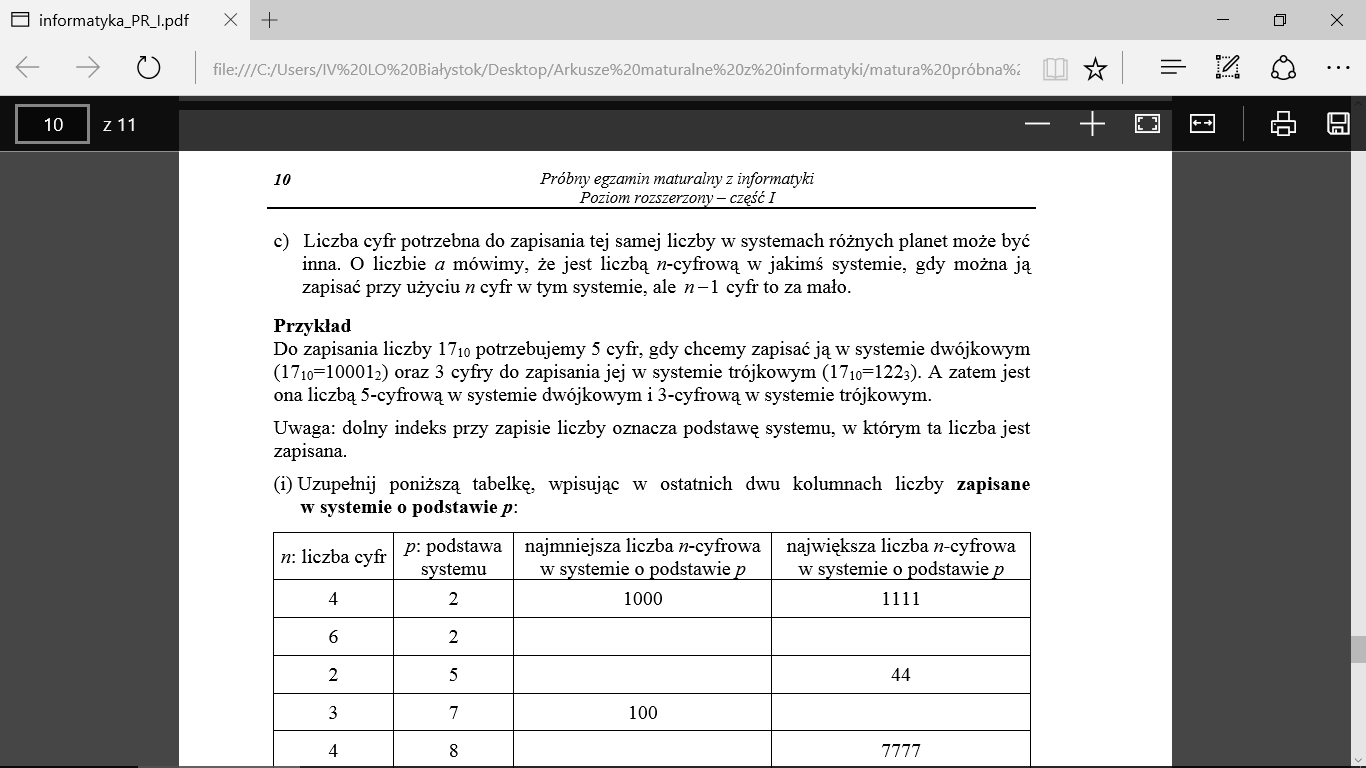 informatyka_PR_I.pdf
file:///C:/Users/IV%20LO%20Białystok/Desktop/Arkusze%20maturalne%20z%20informatyki/matura%20próbna%2
10 z 11
10 Próbny egzamin maturalny z informatyki
Poziom rozszerzony – część I
c) Liczba cyfr potrzebna do zapisania tej samej liczby w systemach różnych planet może być
inna. O liczbie a mówimy, że jest liczbą n-cyfrową w jakimś systemie, gdy można ją
zapisać przy użyciu n cyfr w tym systemie, ale n−1 cyfr to za mało.
Przykład
Do zapisania liczby 17₁₀ potrzebujemy 5 cyfr, gdy chcemy zapisać ją w systemie dwójkowym
(17₁₀=10001₂) oraz 3 cyfry do zapisania jej w systemie trójkowym (17₁₀=122₃). A zatem jest
ona liczbą 5-cyfrową w systemie dwójkowym i 3-cyfrową w systemie trójkowym.
Uwaga: dolny indeks przy zapisie liczby oznacza podstawę systemu, w którym ta liczba jest
zapisana.
(i) Uzupełnij poniższą tabelkę, wpisując w ostatnich dwu kolumnach liczby zapisane
w systemie o podstawie p:
n: liczba cyfr p: podstawa systemu najmniejsza liczba n-cyfrowa w systemie o podstawie p największa liczba n-cyfrowa w systemie o podstawie p
4 2 1000 1111
6 2
2 5 44
3 7 100
4 8 7777